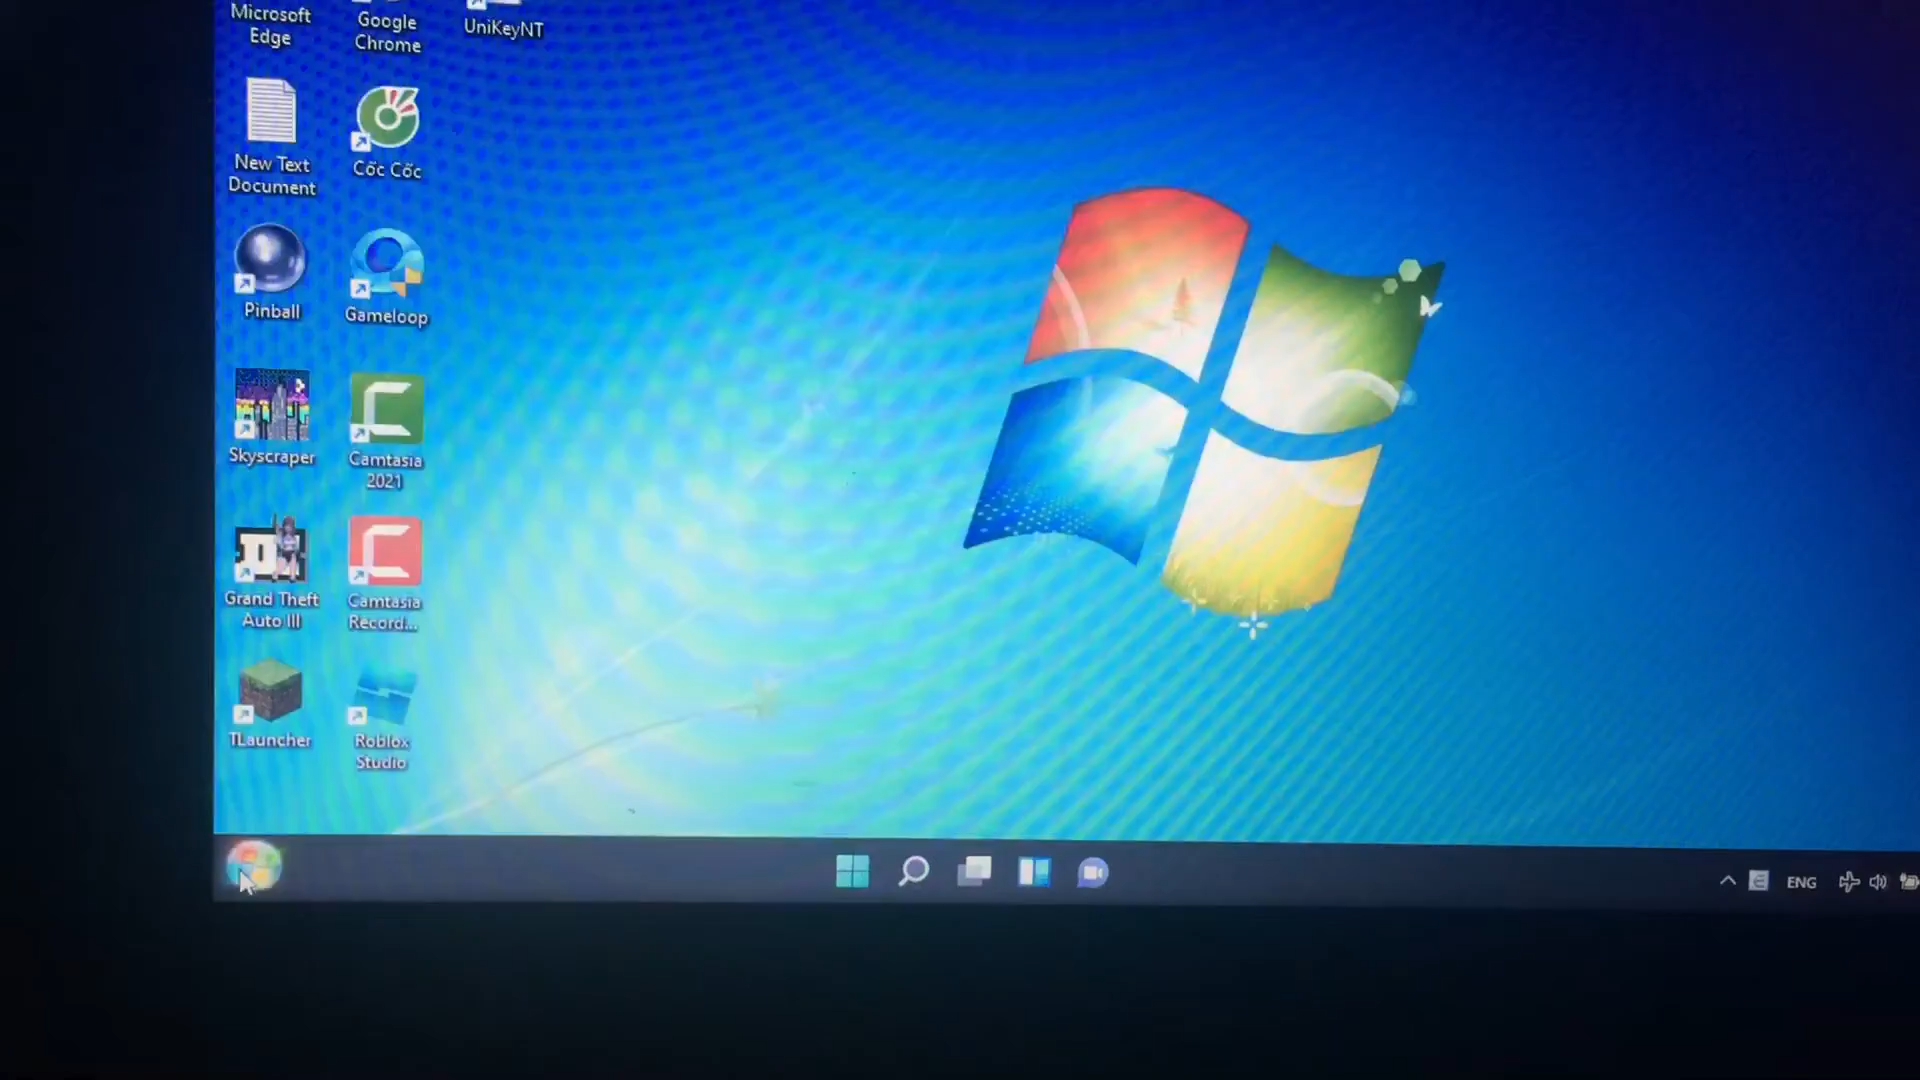 Microsoft
Edge
Google
Chrome
UniKeyNT
New Text
Document
Cốc Cốc
Pinball
Gameloop
Skyscraper
Camtasia
2021
Grand Theft
Auto III
Camtasia
Record...
TLauncher
Roblox
Studio
ENG